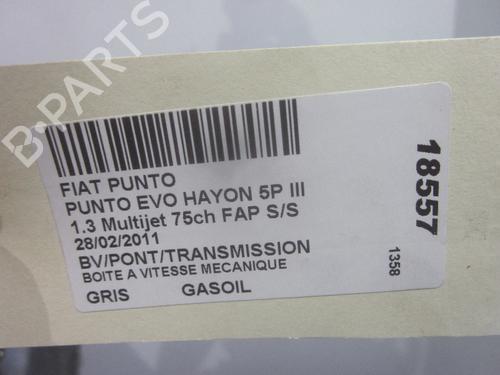 FIAT PUNTO
PUNTO EVO HAYON 5P III
1.3 Multijet 75ch FAP S/S
28/02/2011
BV/PONT/TRANSMISSION
BOITE A VITESSE MECANIQUE
GRIS GASOIL
18557
1358
B-PARTS